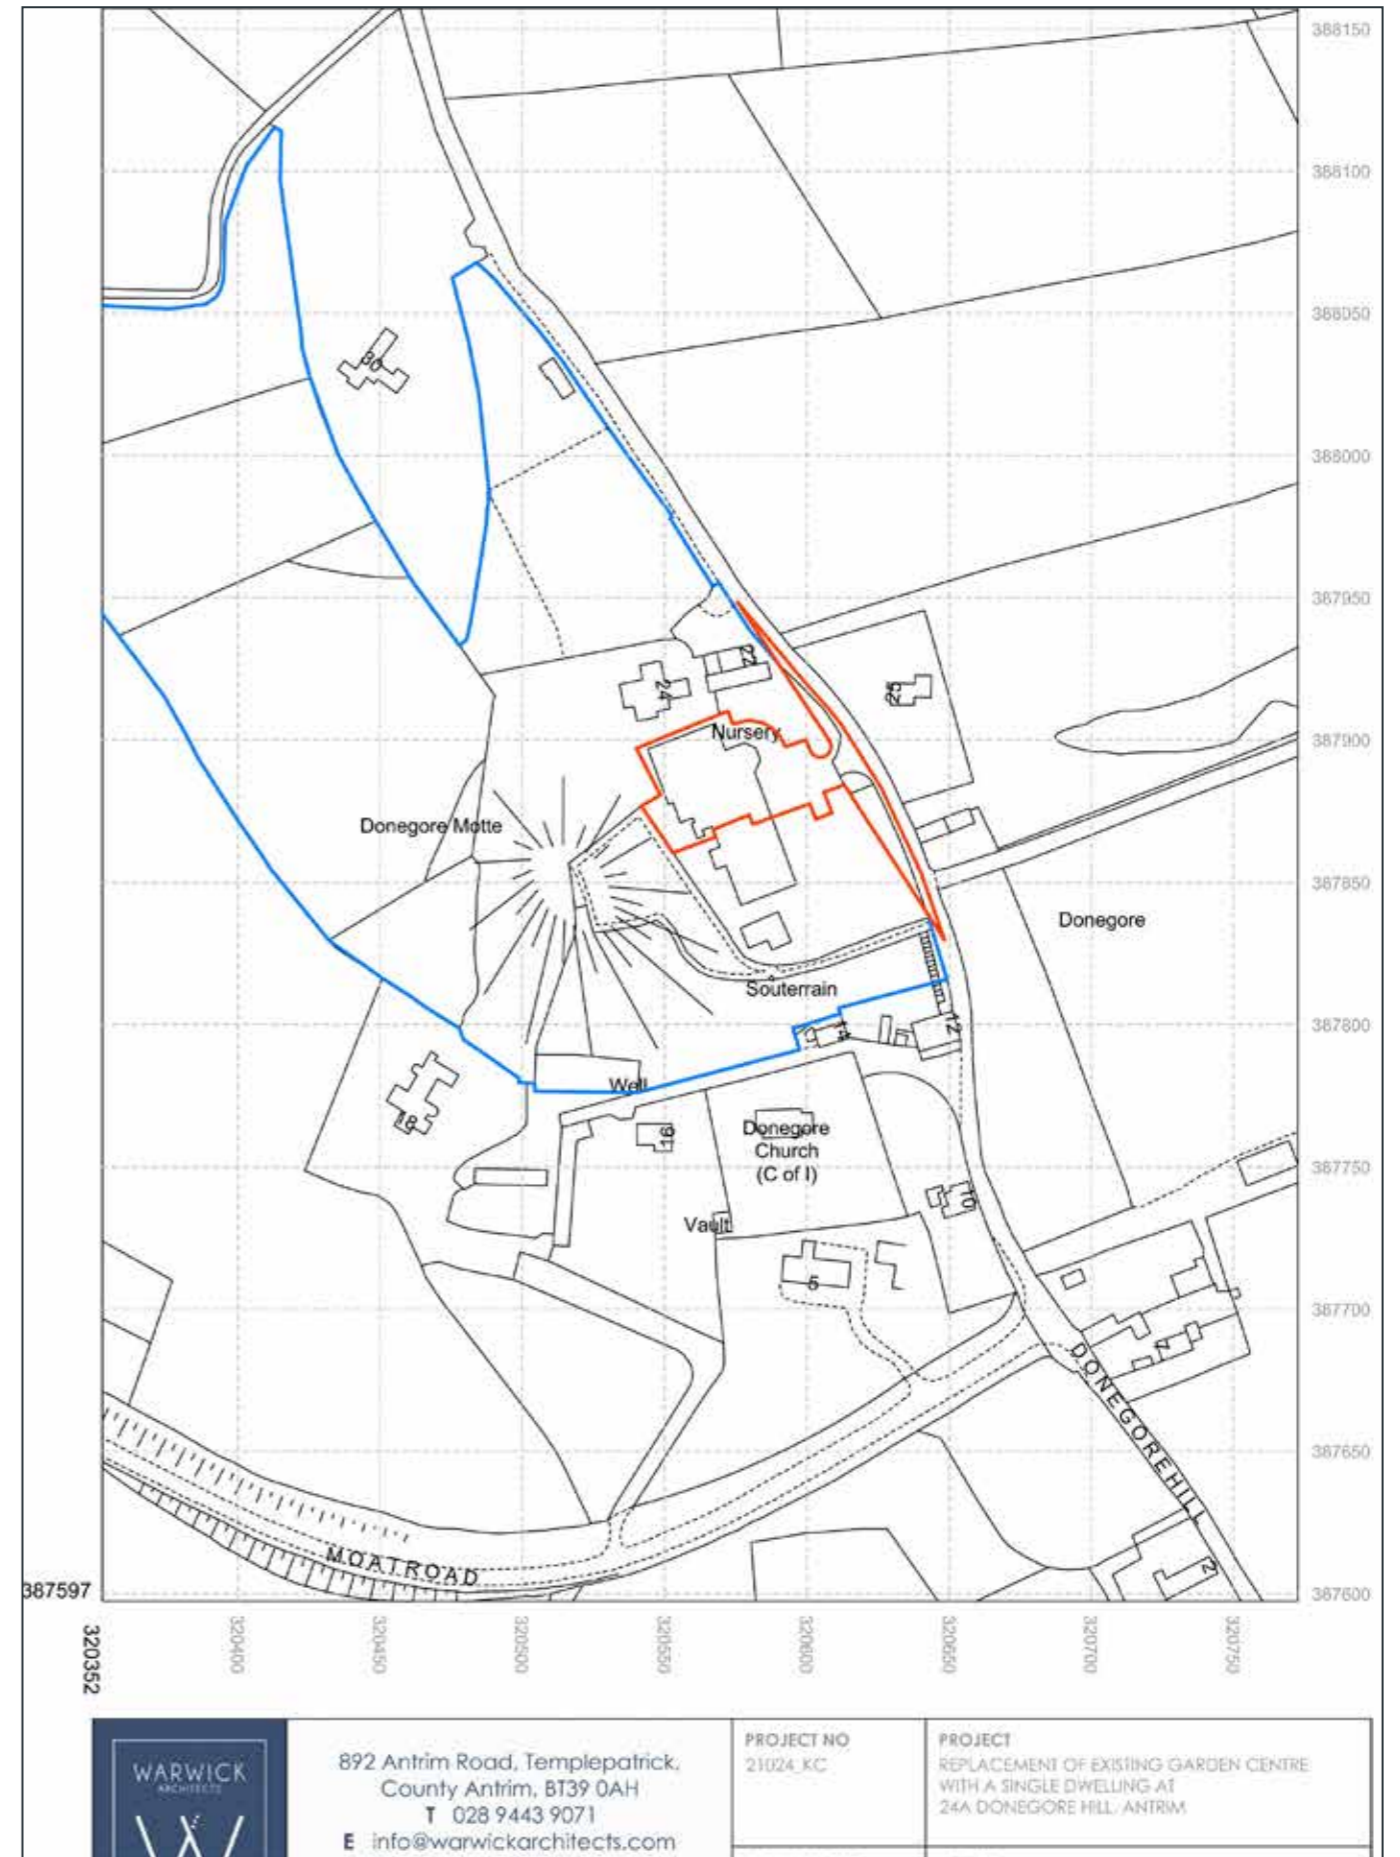 388150
388100
388050
30
388000
387950
22
24
25
Nursery
387900
Donegore Motte
387850
Donegore
Souterrain
14
12
387800
Well
18
16
Donegore
Church
(C of I)
387750
10
Vault
5
387700
7
DONEGORE HILL
387650
MOAT ROAD
2
387597
387600
320352
320400
320450
320500
320550
320600
320650
320700
320750
WARWICK
ARCHITECTS
892 Antrim Road, Templepatrick,
County Antrim, BT39 0AH
T 028 9443 9071
E info@warwickarchitects.com
PROJECT NO
21024_KC
PROJECT
REPLACEMENT OF EXISTING GARDEN CENTRE
WITH A SINGLE DWELLING AT
24A DONEGORE HILL, ANTRIM